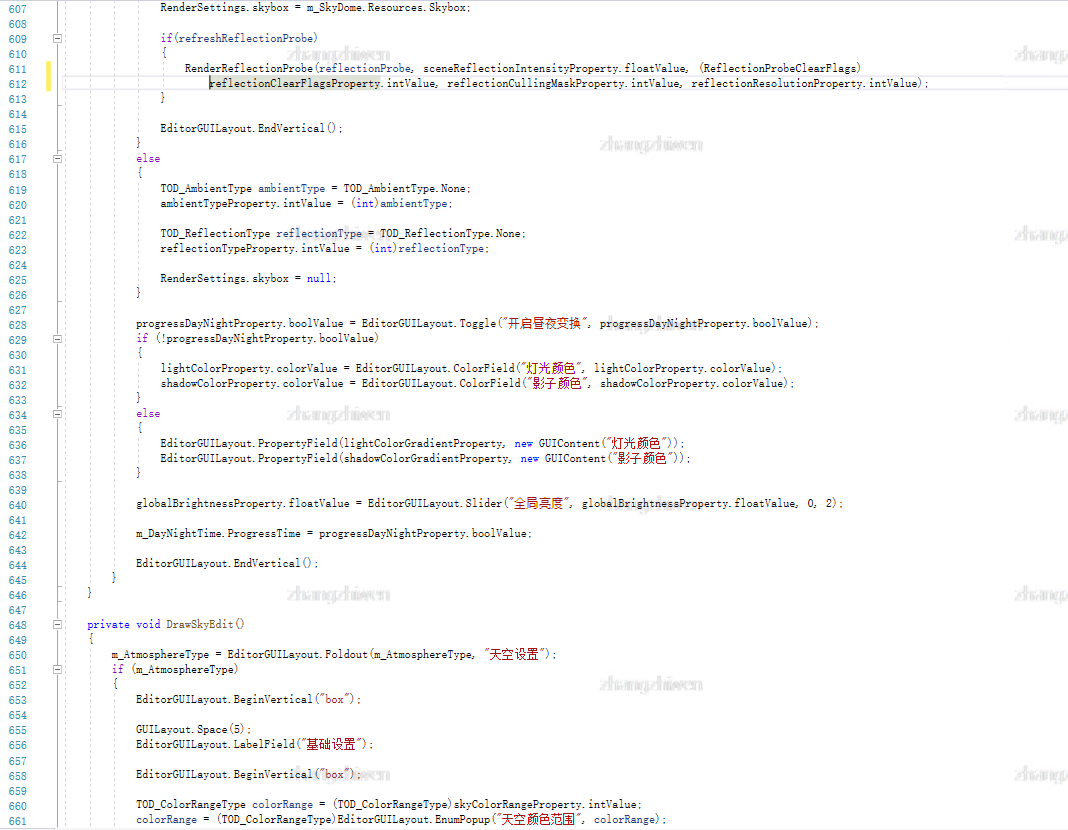 607 RenderSettings.skybox = m_SkyDome.Resources.Skybox;
608
609 if(refreshReflectionProbe)
610 {
611 RenderReflectionProbe(reflectionProbe, sceneReflectionIntensityProperty.floatValue, (ReflectionProbeClearFlags)
612 reflectionClearFlagsProperty.intValue, reflectionCullingMaskProperty.intValue, reflectionResolutionProperty.intValue);
613 }
614
615 EditorGUILayout.EndVertical();
616 }
617 else
618 {
619 TOD_AmbientType ambientType = TOD_AmbientType.None;
620 ambientTypeProperty.intValue = (int)ambientType;
621
622 TOD_ReflectionType reflectionType = TOD_ReflectionType.None;
623 reflectionTypeProperty.intValue = (int)reflectionType;
624
625 RenderSettings.skybox = null;
626 }
627
628 progressDayNightProperty.boolValue = EditorGUILayout.Toggle("开启昼夜变换", progressDayNightProperty.boolValue);
629 if (!progressDayNightProperty.boolValue)
630 {
631 lightColorProperty.colorValue = EditorGUILayout.ColorField("灯光颜色", lightColorProperty.colorValue);
632 shadowColorProperty.colorValue = EditorGUILayout.ColorField("影子颜色", shadowColorProperty.colorValue);
633 }
634 else
635 {
636 EditorGUILayout.PropertyField(lightColorGradientProperty, new GUIContent("灯光颜色"));
637 EditorGUILayout.PropertyField(shadowColorGradientProperty, new GUIContent("影子颜色"));
638 }
639
640 globalBrightnessProperty.floatValue = EditorGUILayout.Slider("全局亮度", globalBrightnessProperty.floatValue, 0, 2);
641
642 m_DayNightTime.ProgressTime = progressDayNightProperty.boolValue;
643
644 EditorGUILayout.EndVertical();
645 }
646 }
647
648 private void DrawSkyEdit()
649 {
650 m_AtmosphereType = EditorGUILayout.Foldout(m_AtmosphereType, "天空设置");
651 if (m_AtmosphereType)
652 {
653 EditorGUILayout.BeginVertical("box");
654
655 GUILayout.Space(5);
656 EditorGUILayout.LabelField("基础设置");
657
658 EditorGUILayout.BeginVertical("box");
659
660 TOD_ColorRangeType colorRange = (TOD_ColorRangeType)skyColorRangeProperty.intValue;
661 colorRange = (TOD_ColorRangeType)EditorGUILayout.EnumPopup("天空颜色范围", colorRange);